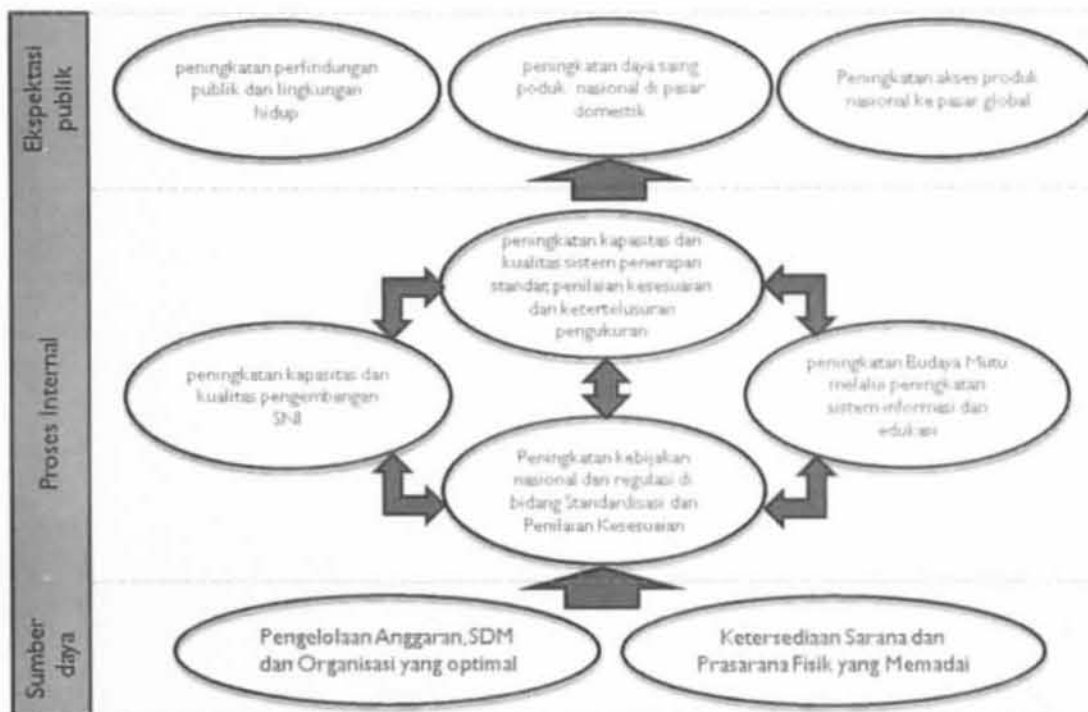 Ekspektasi
publik
peningkatan perlindungan
publik dan lingkungan
hidup
peningkatan daya saing
poduk nasional di pasar
domestik
Peningkatan akses produk
nasional ke pasar global
Proses Internal
peningkatan kapasitas dan
kualitas sistem penerapan
standar, penilaian kesesuaian
dan ketertelusuran
pengukuran
peningkatan kapasitas dan
kualitas pengembangan
SNI
peningkatan Budaya Mutu
melalui peningkatan
sistem informasi dan
edukasi
Peningkatan kebijakan
nasional dan regulasi di
bidang Standardisasi dan
Penilaian Kesesuaian
Sumber
daya
Pengelolaan Anggaran, SDM
dan Organisasi yang optimal
Ketersediaan Sarana dan
Prasarana Fisik yang Memadai